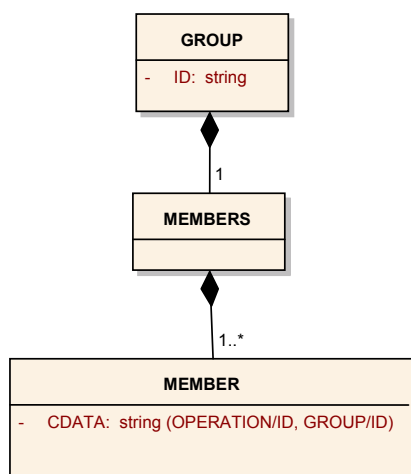 GROUP
- ID: string
1
MEMBERS
1..*
MEMBER
- CDATA: string (OPERATION/ID, GROUP/ID)